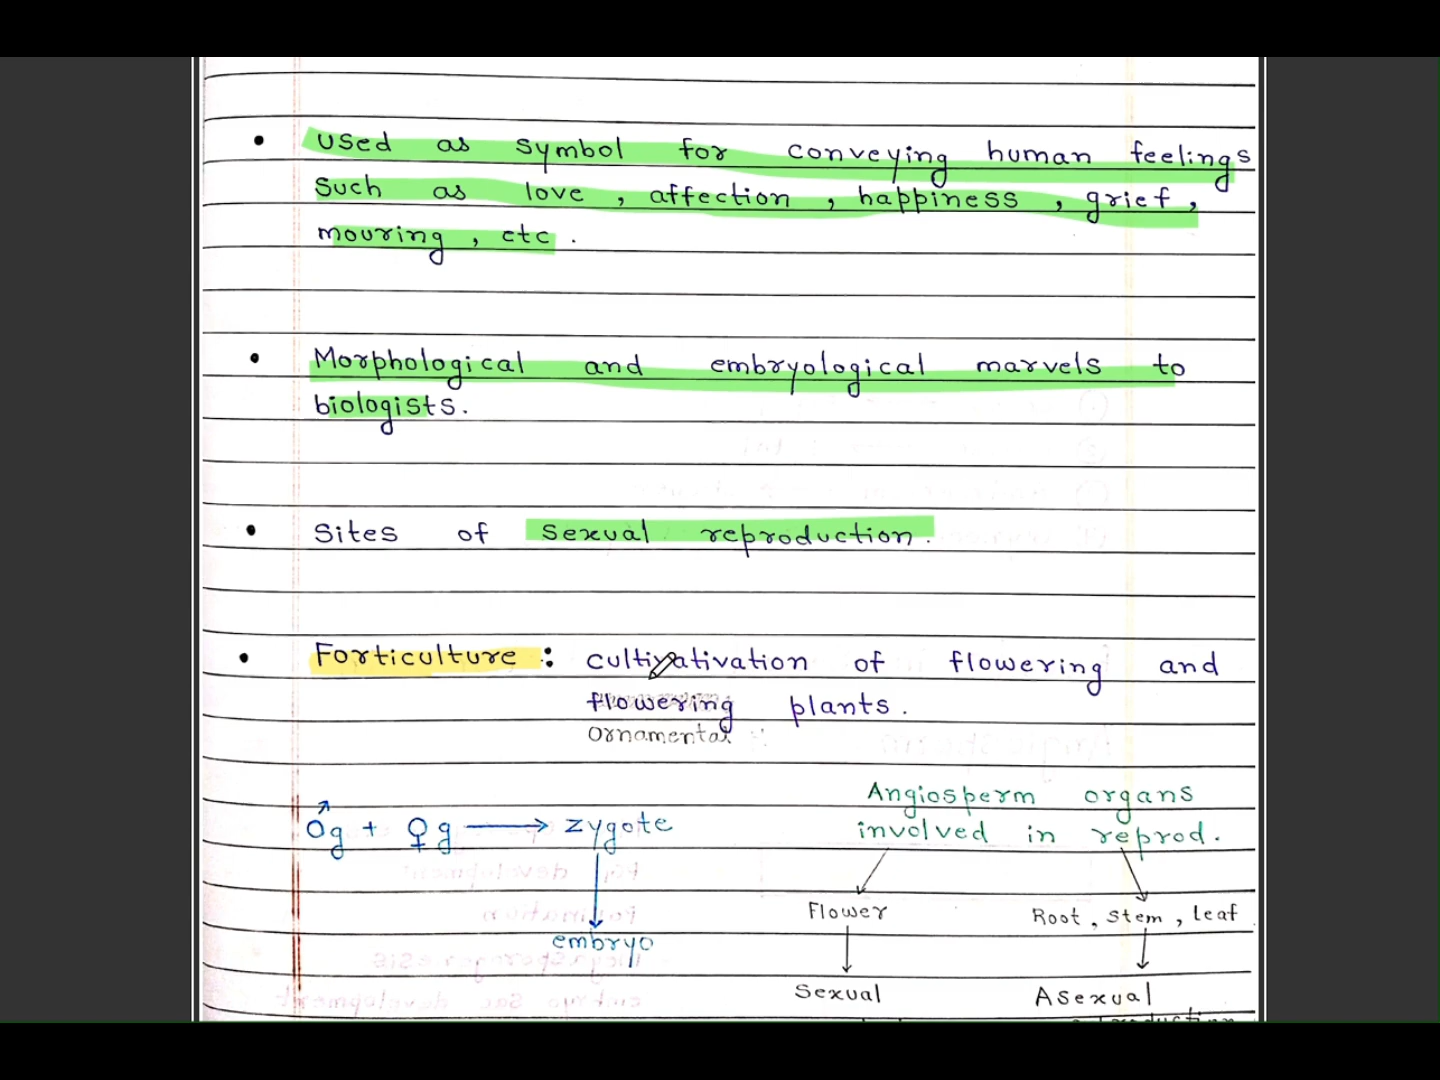 • Used as symbol for conveying human feelings
such as love, affection, happiness, grief,
mouring, etc.
• Morphological and embryological marvels to
biologists.
• Sites of sexual reproduction.
• Forticulture : cultivativation of flowering and
flowering plants.
ornamental
♂g + ♀g → zygote
embryo
Angiosperm organs
involved in reprod.
Flower
Root, stem, leaf
Sexual
Asexual